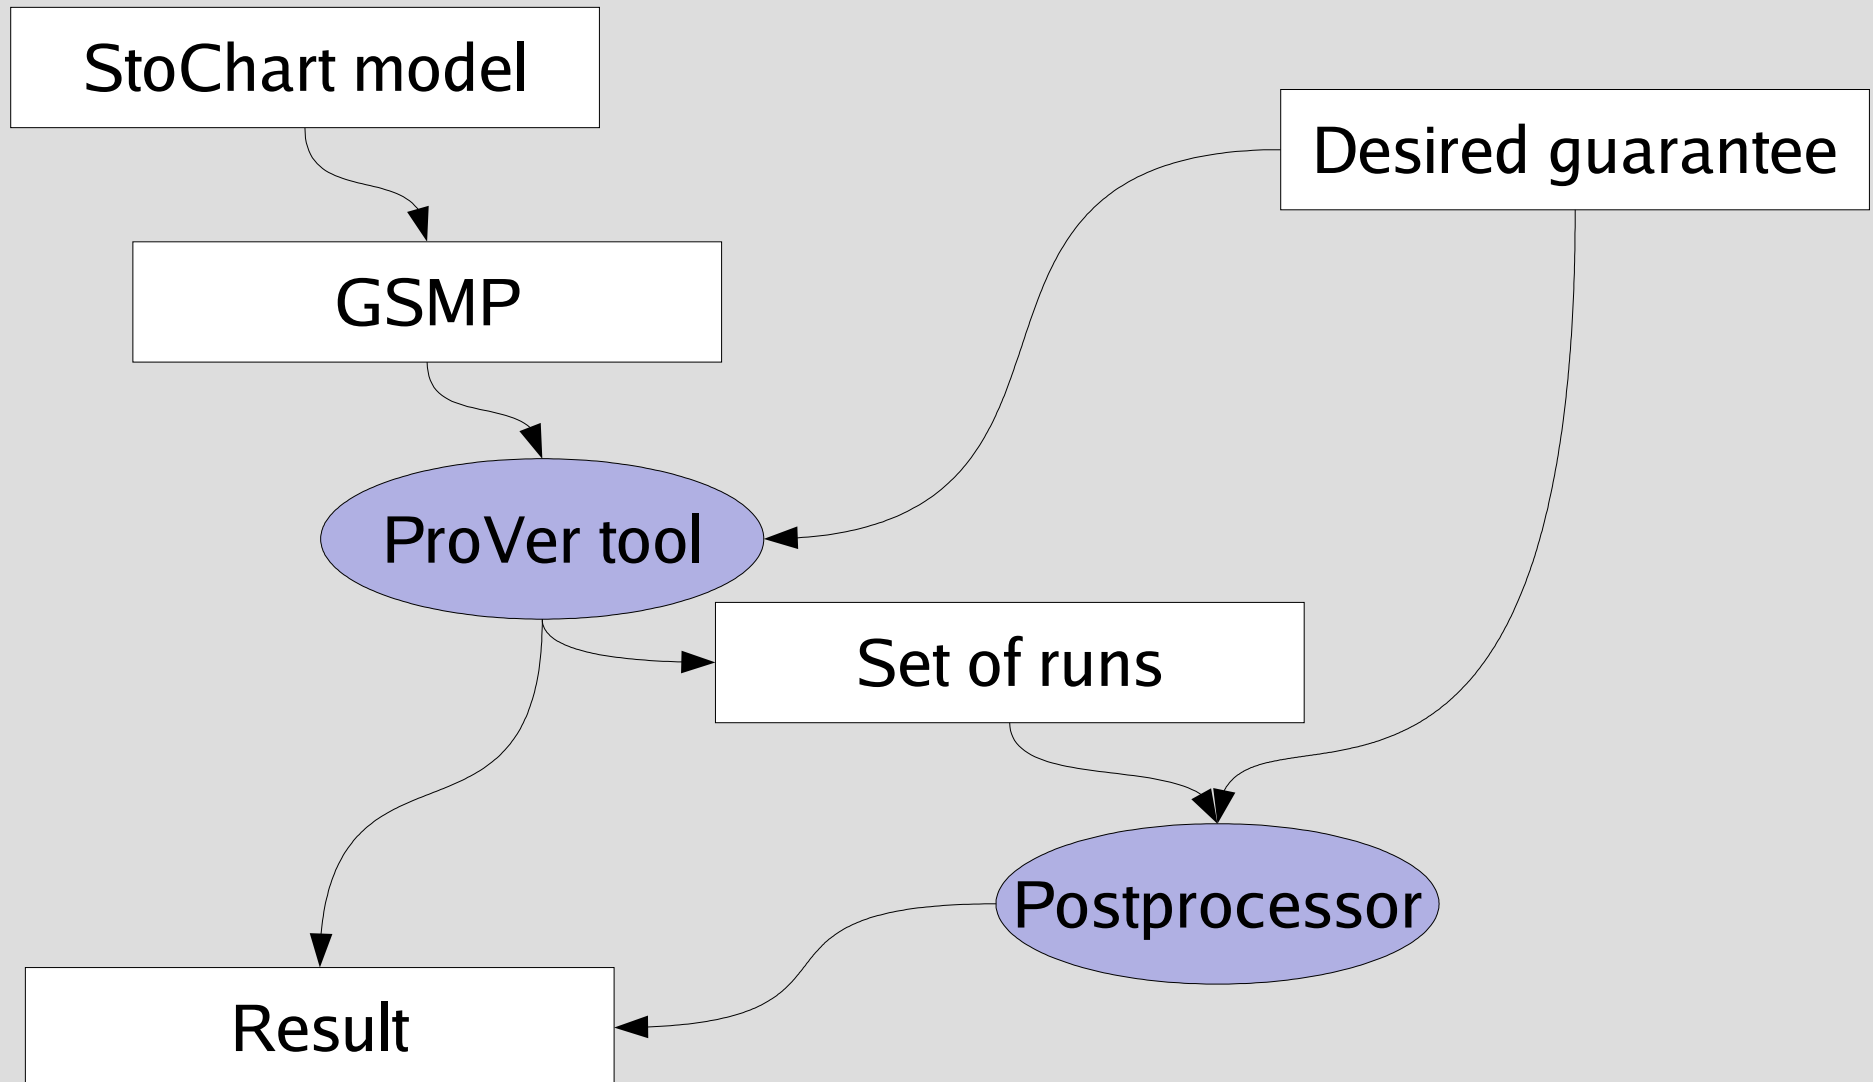 StoChart model
Desired guarantee
GSMP
ProVer tool
Set of runs
Postprocessor
Result